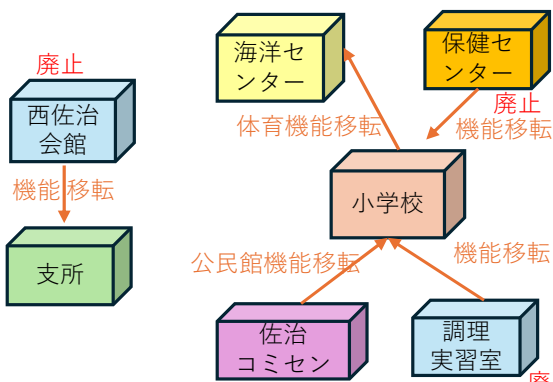 海洋セ
ンター
保健セ
ンター
廃止
西佐治
会館
体育機能移転
廃止
機能移転
機能移転
小学校
支所
公民館機能移転
機能移転
佐治
コミセン
調理
実習室
廃